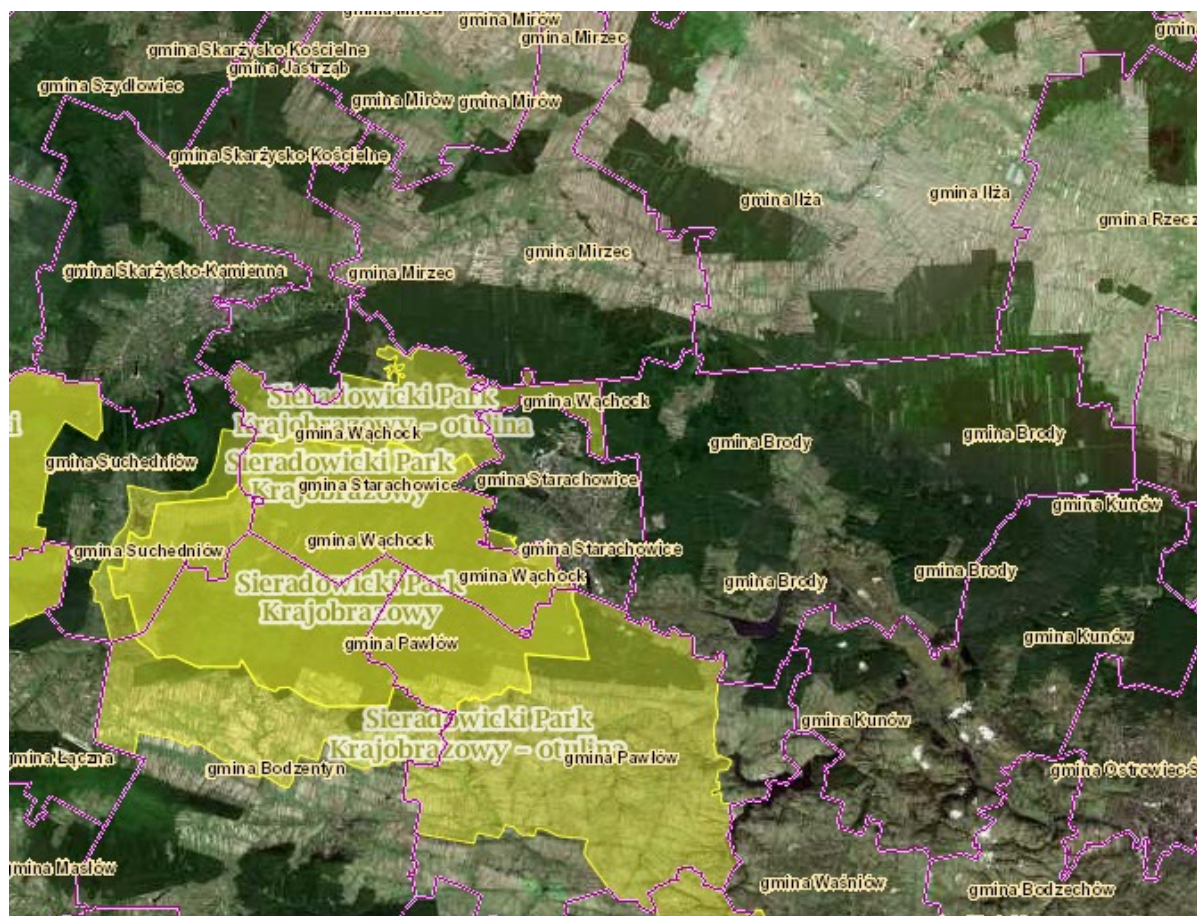 gmina Mirów
gmina Mirów
gmina Mirzec
gmina
gmina Skarżysko Kościelne
gmina Jastrząb
gmina Szydłowiec
gmina Mirów
gmina Mirów
gmina Skarżysko Kościelne
gmina Iłża
gmina Iłża
gmina Rzecz
gmina Mirzec
gmina Skarżysko-Kamienna
gmina Mirzec
Sieradowicki Park
Krajobrazowy - otulina
gmina Wąchock
gmina Wąchock
gmina Brody
gmina Brody
ci
gmina Suchedniów
Sieradowicki Park
Krajobrazowy
gmina Starachowice
gmina Starachowice
gmina Kunów
gmina Suchedniów
gmina Wąchock
gmina Starachowice
gmina Wąchock
gmina Brody
gmina Brody
Sieradowicki Park
Krajobrazowy
gmina Pawłów
gmina Kunów
Sieradowicki Park
Krajobrazowy - otulina
gmina Kunów
gmina Łączna
gmina Bodzentyn
gmina Pawłów
gmina Ostrowiec-Ś
gmina Masłów
gmina Waśniów
gmina Bodzechów